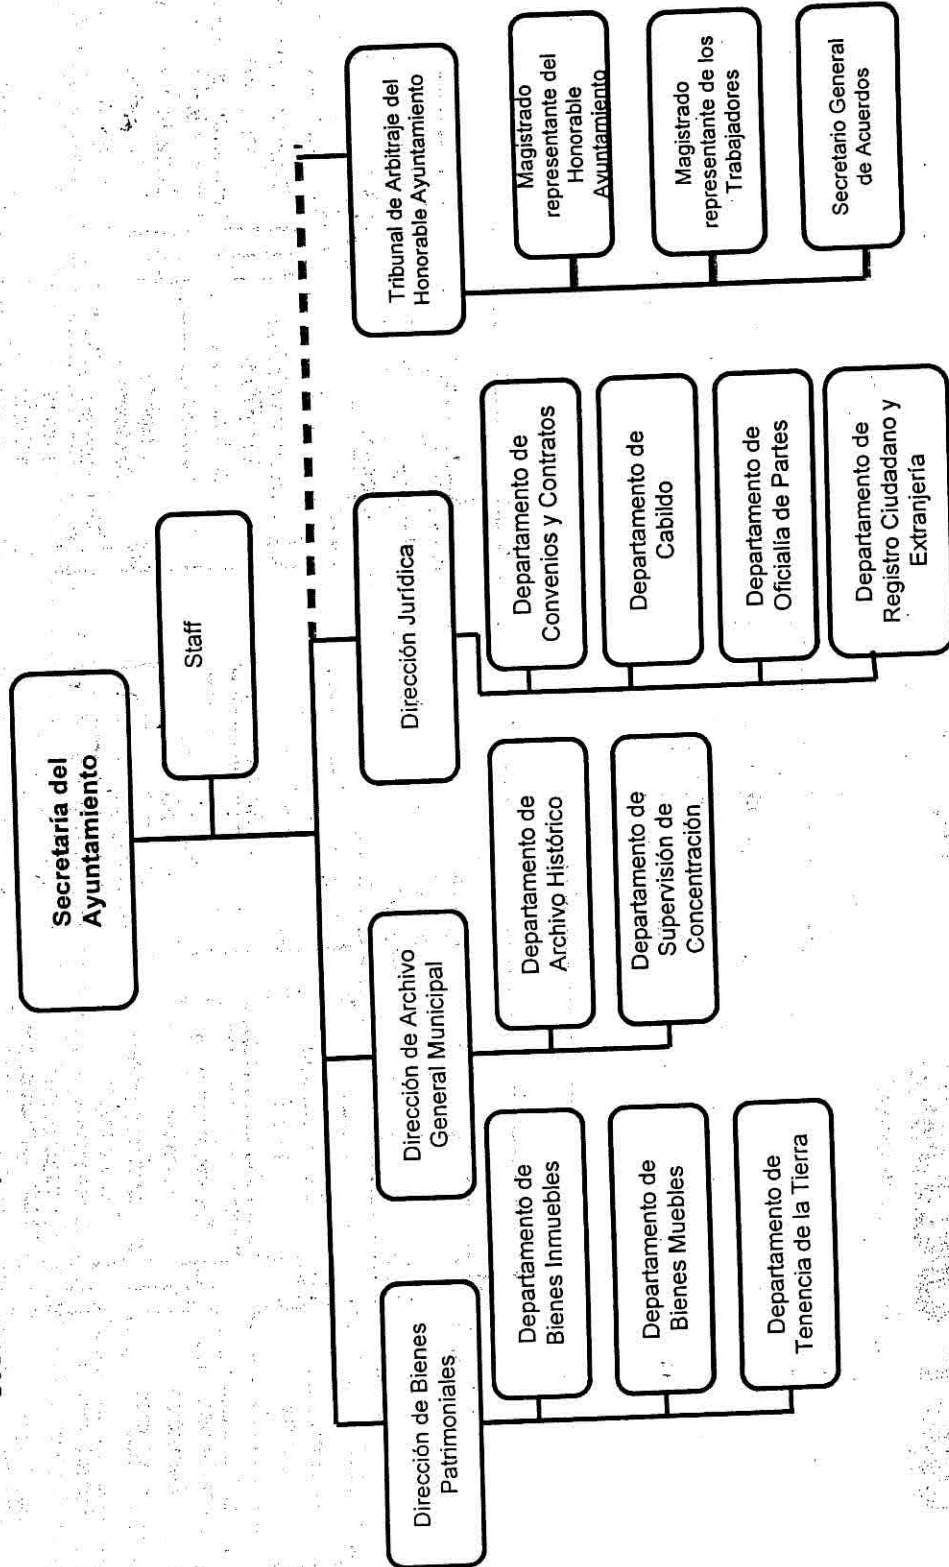 Secretaría del
Ayuntamiento
Staff
Dirección de Bienes
Patrimoniales
Departamento de
Bienes Inmuebles
Departamento de
Bienes Muebles
Departamento de
Tenencia de la Tierra
Dirección de Archivo
General Municipal
Departamento de
Archivo Histórico
Departamento de
Supervisión de
Concentración
Dirección Jurídica
Departamento de
Convenios y Contratos
Departamento de
Cabildo
Departamento de
Oficialia de Partes
Departamento de
Registro Ciudadano y
Extranjería
Tribunal de Arbitraje del
Honorable Ayuntamiento
Magistrado
representante del
Honorable
Ayuntamiento
Magistrado
representante de los
Trabajadores
Secretario General
de Acuerdos